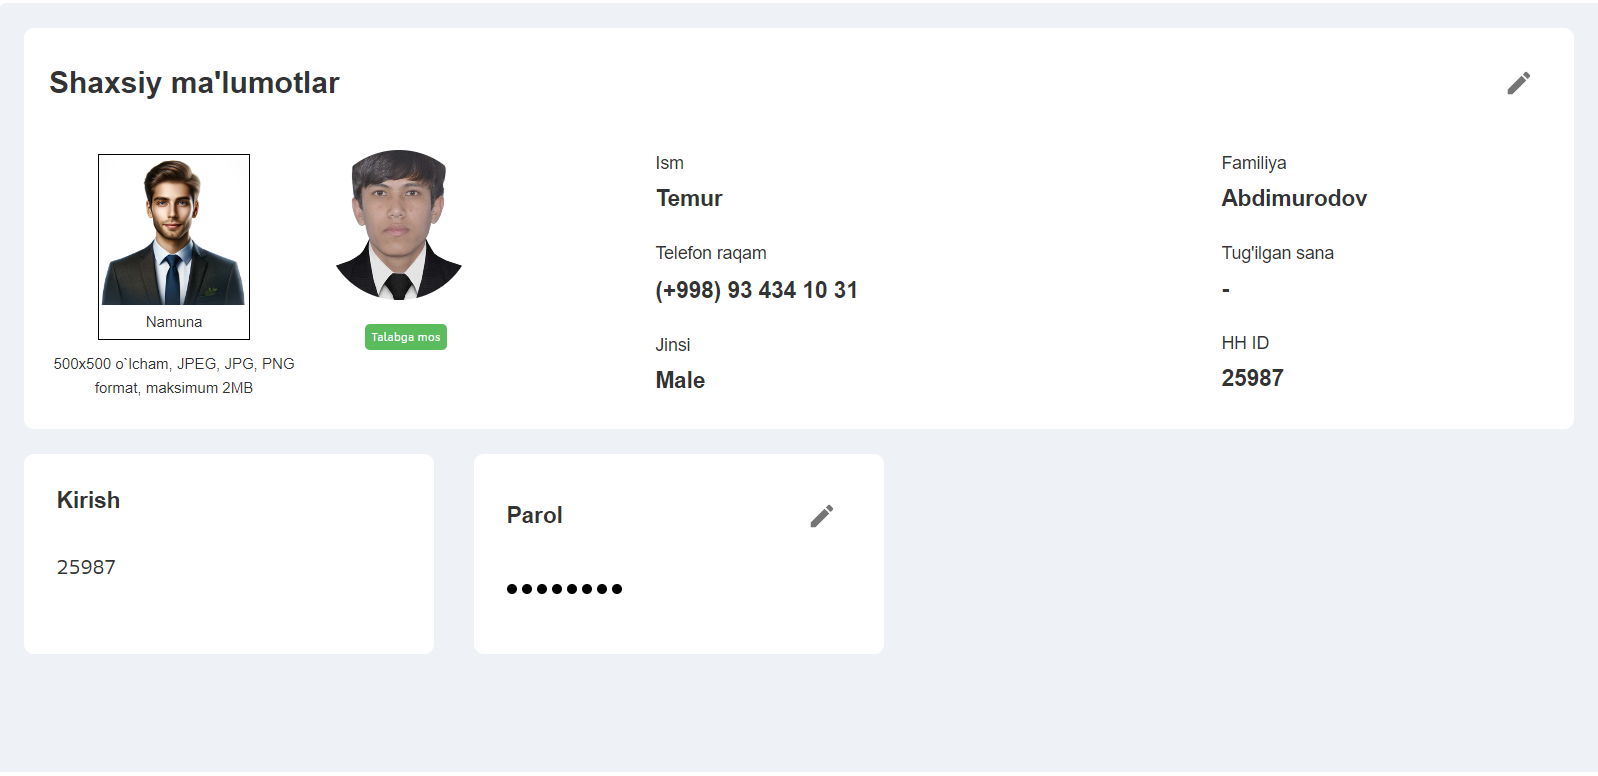 Shaxsiy ma'lumotlar
Namuna
500x500 o`lcham, JPEG, JPG, PNG
format, maksimum 2MB
Talabga mos
Ism
Temur
Familiya
Abdimurodov
Telefon raqam
(+998) 93 434 10 31
Tug'ilgan sana
-
Jinsi
Male
HH ID
25987
Kirish
25987
Parol
••••••••